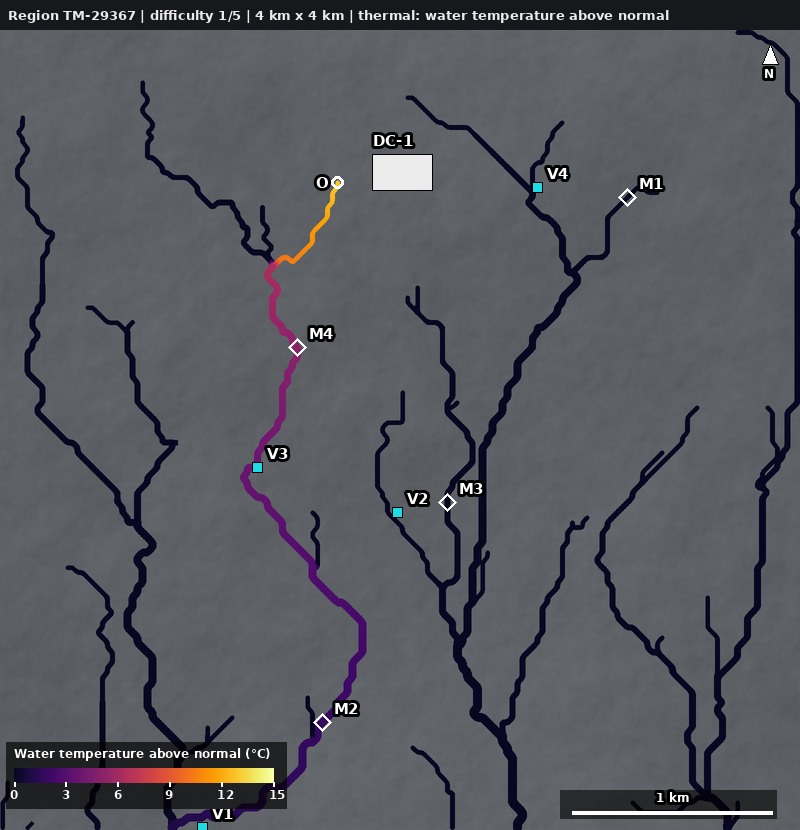 Region TM-29367 | difficulty 1/5 | 4 km x 4 km | thermal: water temperature above normal
N
DC-1
O
V4
M1
M4
V3
V2
M3
M2
Water temperature above normal (°C)
0 3 6 9 12 15
V1
1 km